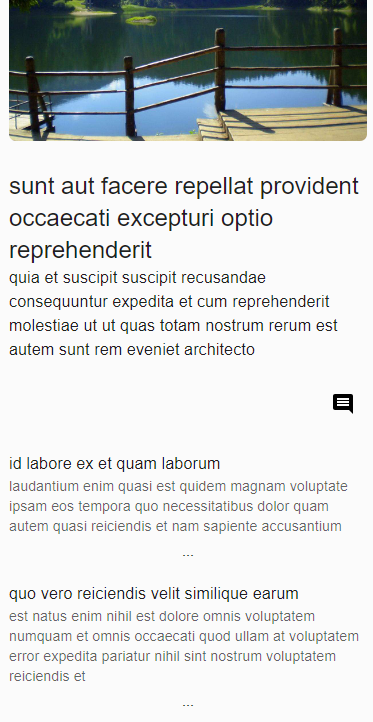 sunt aut facere repellat provident
occaecati excepturi optio
reprehenderit
quia et suscipit suscipit recusandae
consequuntur expedita et cum reprehenderit
molestiae ut ut quas totam nostrum rerum est
autem sunt rem eveniet architecto
id labore ex et quam laborum
laudantium enim quasi est quidem magnam voluptate
ipsam eos tempora quo necessitatibus dolor quam
autem quasi reiciendis et nam sapiente accusantium
...
quo vero reiciendis velit similique earum
est natus enim nihil est dolore omnis voluptatem
numquam et omnis occaecati quod ullam at voluptatem
error expedita pariatur nihil sint nostrum voluptatem
reiciendis et
...